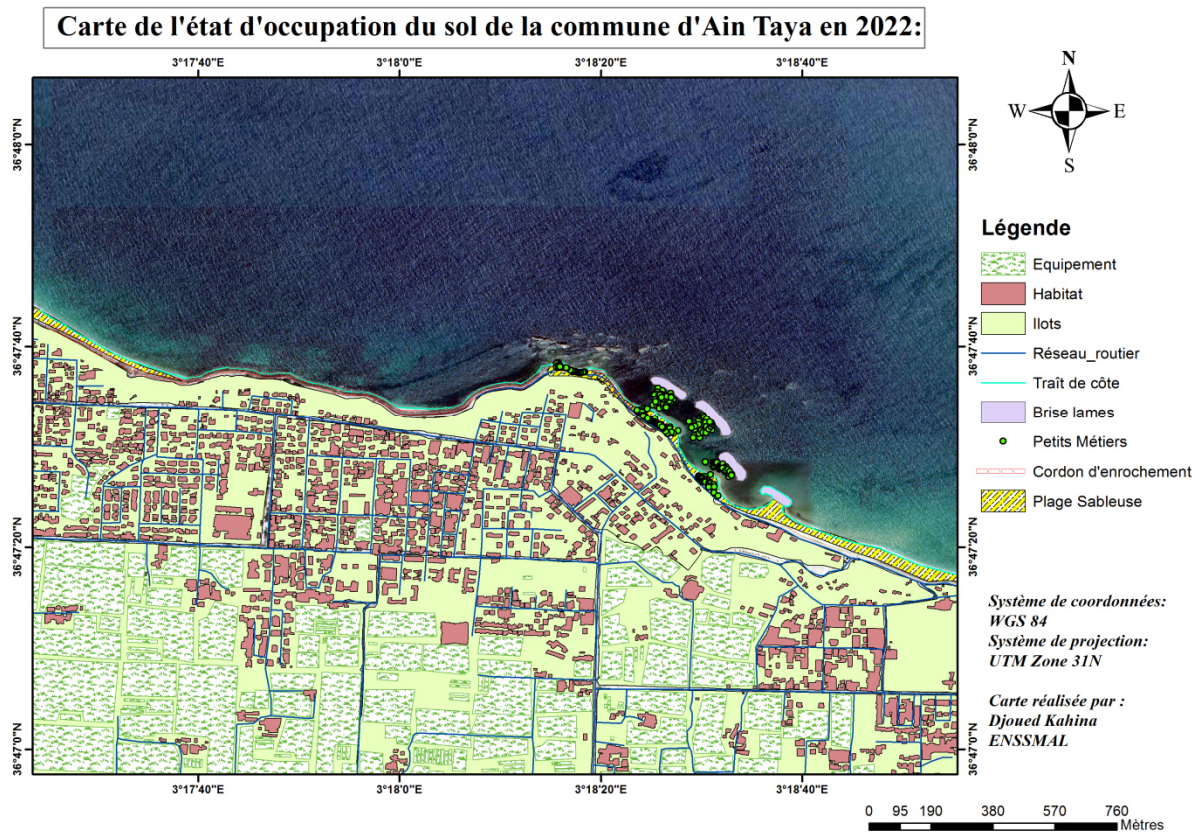 Carte de l'état d'occupation du sol de la commune d'Ain Taya en 2022:
3°17'40"E 3°18'0"E 3°18'20"E 3°18'40"E
N
W E
S
36°48'0"N 36°48'0"N
36°47'40"N 36°47'40"N
36°47'20"N 36°47'20"N
36°47'0"N 36°47'0"N
Légende
Equipement
Habitat
Ilots
Réseau_routier
Traît de côte
Brise lames
Petits Métiers
Cordon d'enrochement
Plage Sableuse
Système de coordonnées:
WGS 84
Système de projection:
UTM Zone 31N
Carte réalisée par :
Djoued Kahina
ENSSMAL
3°17'40"E 3°18'0"E 3°18'20"E 3°18'40"E
0 95 190 380 570 760
Mètres